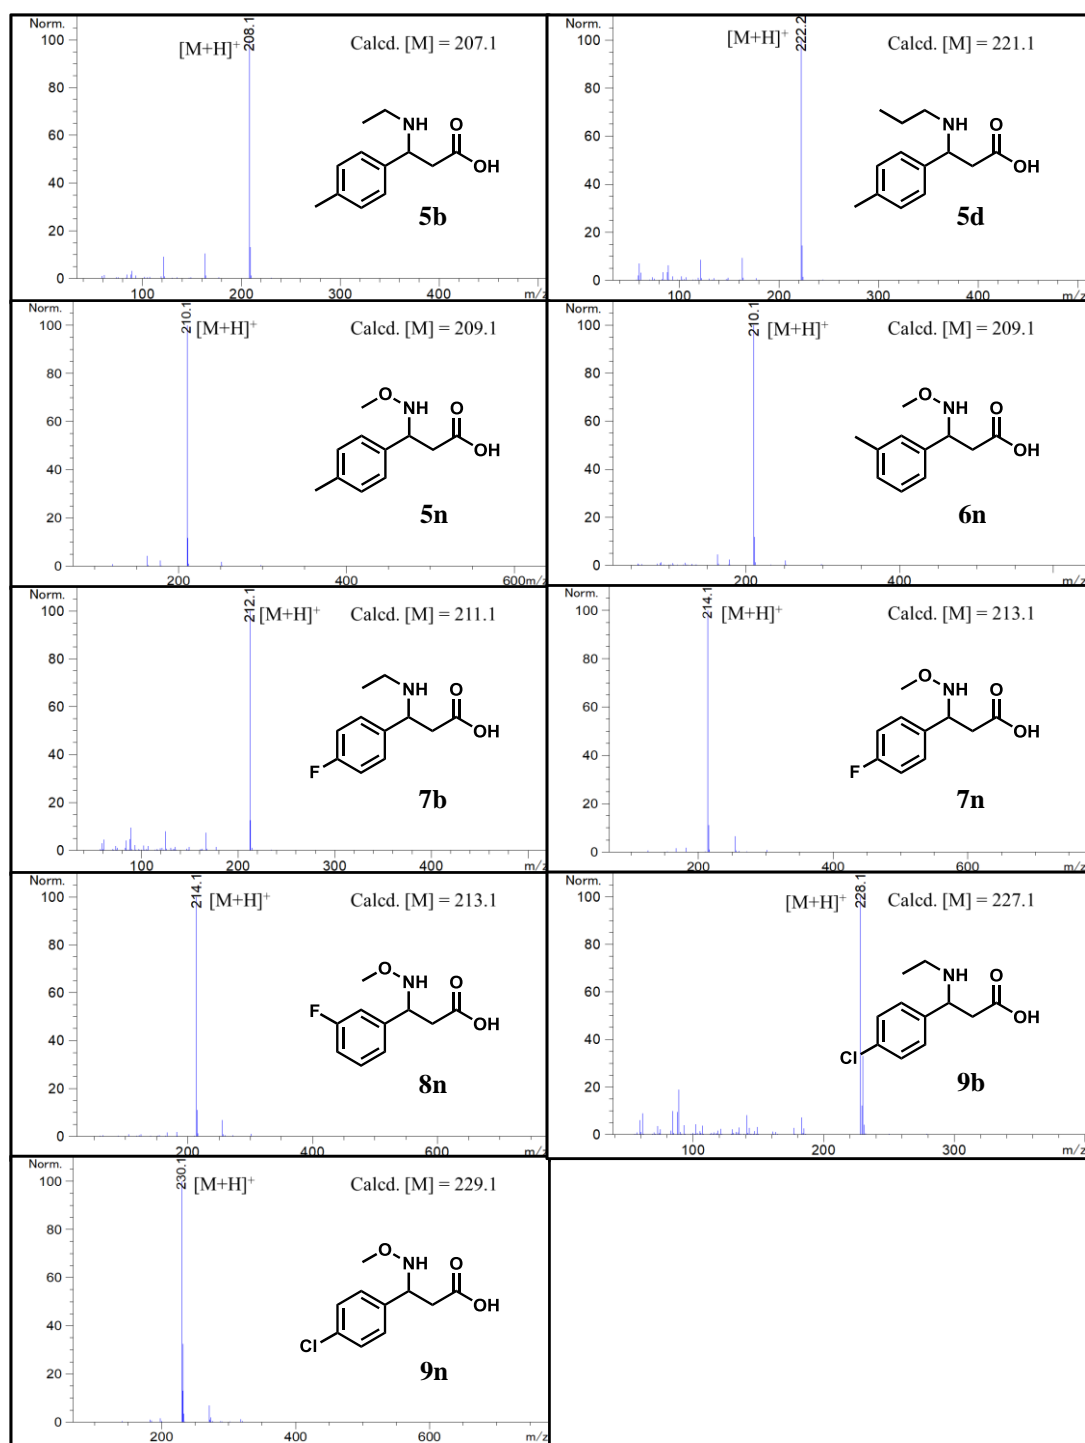 Norm.
208.1
[M+H]⁺
Calcd. [M] = 207.1
100
80
60
40
20
0
NH
O
OH
5b
100
200
300
400
m/z
Norm.
222.2
[M+H]⁺
Calcd. [M] = 221.1
100
80
60
40
20
0
NH
O
OH
5d
100
200
300
400
m/z
Norm.
210.1
[M+H]⁺
Calcd. [M] = 209.1
100
80
60
40
20
0
O
NH
O
OH
5n
200
400
600
m/z
Norm.
210.1
[M+H]⁺
Calcd. [M] = 209.1
100
80
60
40
20
0
O
NH
O
OH
6n
200
400
m/z
Norm.
212.1
[M+H]⁺
Calcd. [M] = 211.1
100
80
60
40
20
0
NH
O
OH
F
7b
100
200
300
400
m/z
214.1
[M+H]⁺
Calcd. [M] = 213.1
100
80
60
40
20
0
O
NH
O
OH
F
7n
200
400
600
m/z
Norm.
214.1
[M+H]⁺
Calcd. [M] = 213.1
100
80
60
40
20
0
O
NH
O
OH
F
8n
200
400
600
m/z
Norm.
228.1
[M+H]⁺
Calcd. [M] = 227.1
100
80
60
40
20
0
NH
O
OH
Cl
9b
100
200
300
m/z
Norm.
230.1
[M+H]⁺
Calcd. [M] = 229.1
100
80
60
40
20
0
O
NH
O
OH
Cl
9n
200
400
600
m/z